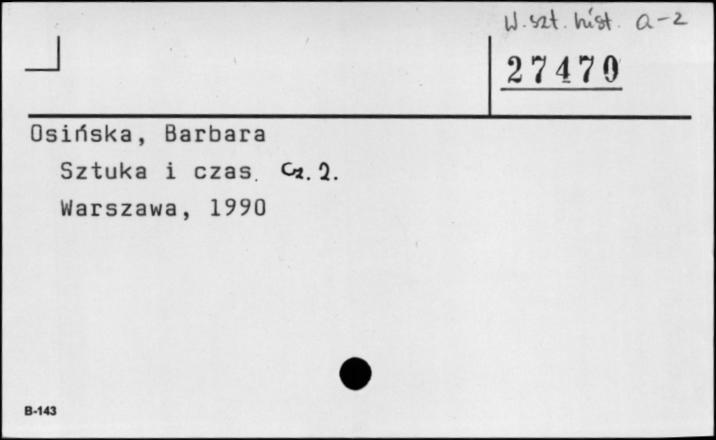 W. szt. hist. a-2
27470
Osińska, Barbara
Sztuka i czas. Cz. 2.
Warszawa, 1990
B-143